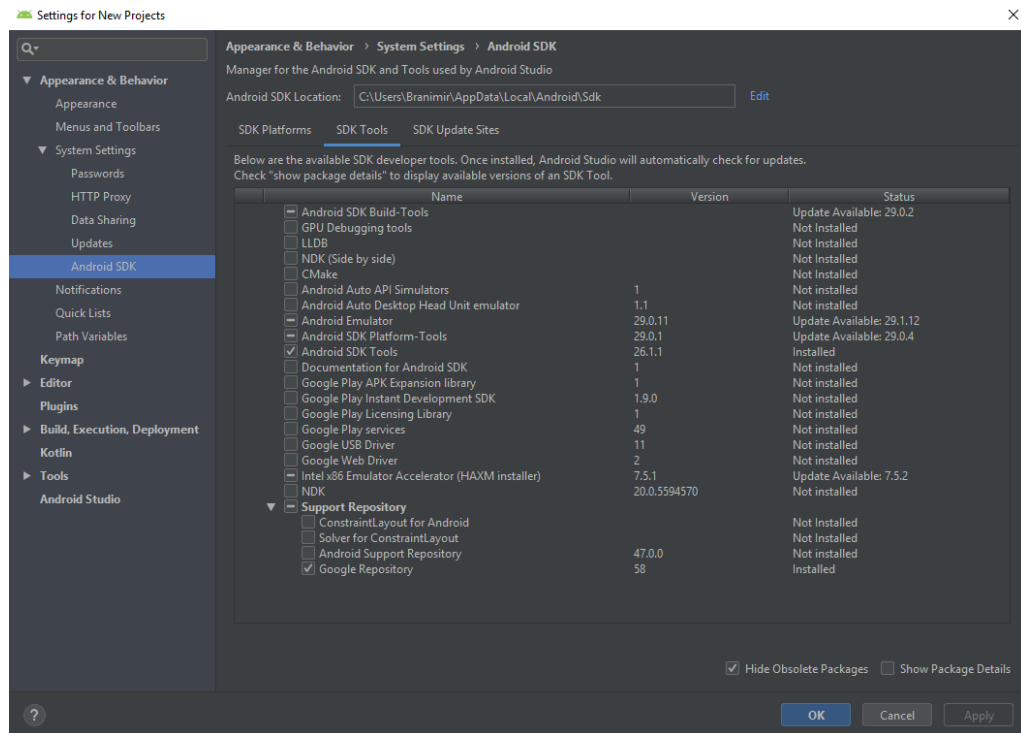 Settings for New Projects
Appearance & Behavior
Appearance
Menus and Toolbars
System Settings
Passwords
HTTP Proxy
Data Sharing
Updates
Android SDK
Notifications
Quick Lists
Path Variables
Keymap
Editor
Plugins
Build, Execution, Deployment
Kotlin
Tools
Android Studio
Appearance & Behavior › System Settings › Android SDK
Manager for the Android SDK and Tools used by Android Studio
Android SDK Location: C:\Users\Branimir\AppData\Local\Android\Sdk Edit
SDK Platforms SDK Tools SDK Update Sites
Below are the available SDK developer tools. Once installed, Android Studio will automatically check for updates.
Check "show package details" to display available versions of an SDK Tool.
Name Version Status
Android SDK Build-Tools Update Available: 29.0.2
GPU Debugging tools Not Installed
LLDB Not Installed
NDK (Side by side) Not Installed
CMake Not Installed
Android Auto API Simulators 1 Not installed
Android Auto Desktop Head Unit emulator 1.1 Not installed
Android Emulator 29.0.11 Update Available: 29.1.12
Android SDK Platform-Tools 29.0.1 Update Available: 29.0.4
Android SDK Tools 26.1.1 Installed
Documentation for Android SDK 1 Not installed
Google Play APK Expansion library 1 Not installed
Google Play Instant Development SDK 1.9.0 Not installed
Google Play Licensing Library 1 Not installed
Google Play services 49 Not installed
Google USB Driver 11 Not installed
Google Web Driver 2 Not installed
Intel x86 Emulator Accelerator (HAXM installer) 7.5.1 Update Available: 7.5.2
NDK 20.0.5594570 Not installed
Support Repository
ConstraintLayout for Android Not Installed
Solver for ConstraintLayout Not Installed
Android Support Repository 47.0.0 Not installed
Google Repository 58 Installed
Hide Obsolete Packages Show Package Details
? OK Cancel Apply